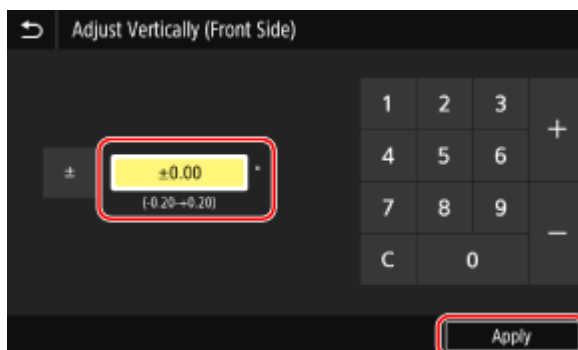 Adjust Vertically (Front Side)
1 2 3 +
4 5 6
± ±0.00 °
(-0.20-+0.20)
7 8 9 −
C 0
Apply